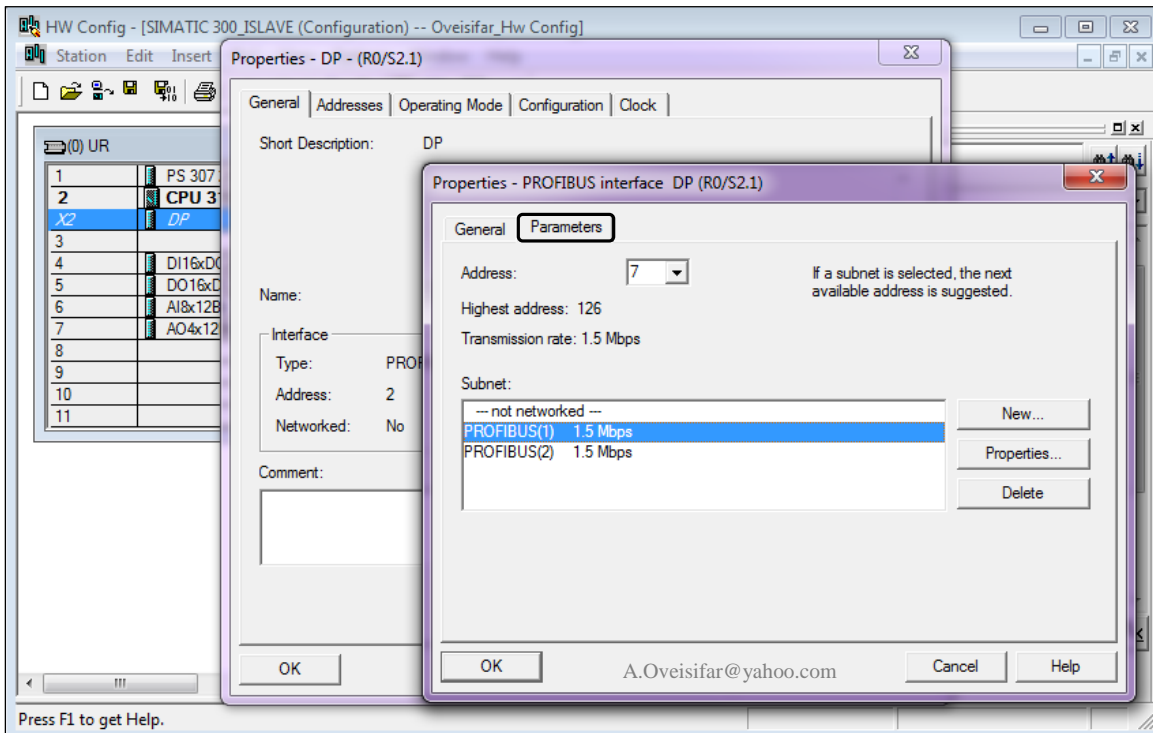 HW Config - [SIMATIC 300_ISLAVE (Configuration) -- Oveisifar_Hw Config]
Station Edit Insert
(0) UR
1 PS 307
2 CPU 31
X2 DP
3
4 DI16xDO
5 DO16xD
6 AI8x12B
7 AO4x12
8
9
10
11
Properties - DP - (R0/S2.1)
General Addresses Operating Mode Configuration Clock
Short Description: DP
Name:
Interface
Type: PROF
Address: 2
Networked: No
Comment:
OK
Properties - PROFIBUS interface DP (R0/S2.1)
General Parameters
Address: 7
If a subnet is selected, the next
available address is suggested.
Highest address: 126
Transmission rate: 1.5 Mbps
Subnet:
--- not networked ---
PROFIBUS(1) 1.5 Mbps
PROFIBUS(2) 1.5 Mbps
New...
Properties...
Delete
OK
A.Oveisifar@yahoo.com
Cancel
Help
Press F1 to get Help.